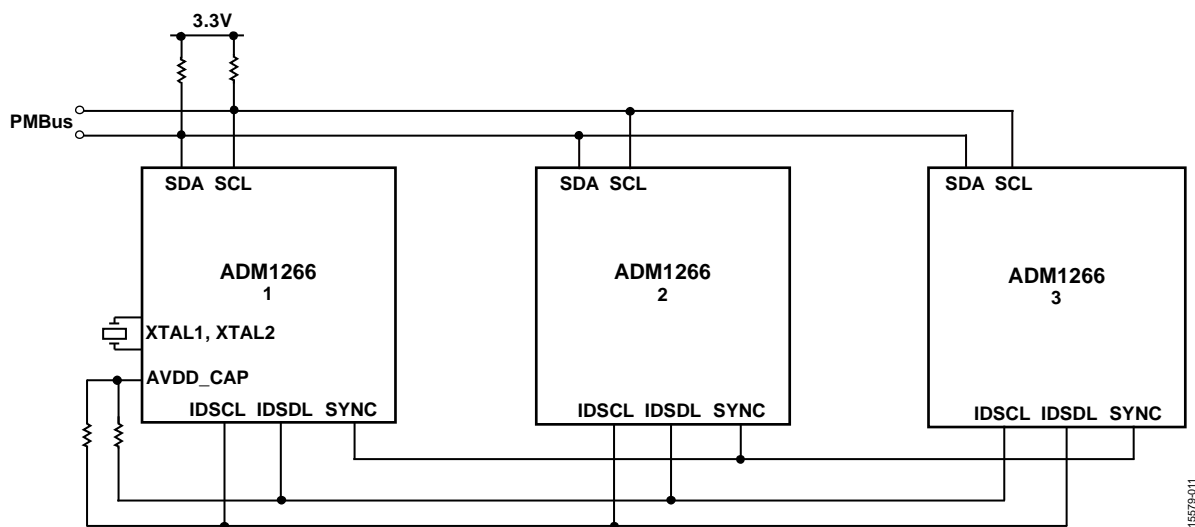 3.3V
PMBus
SDA SCL
SDA SCL
SDA SCL
ADM1266
1
ADM1266
2
ADM1266
3
XTAL1, XTAL2
AVDD_CAP
IDSCL IDSDL SYNC
IDSCL IDSDL SYNC
IDSCL IDSDL SYNC
15579-011